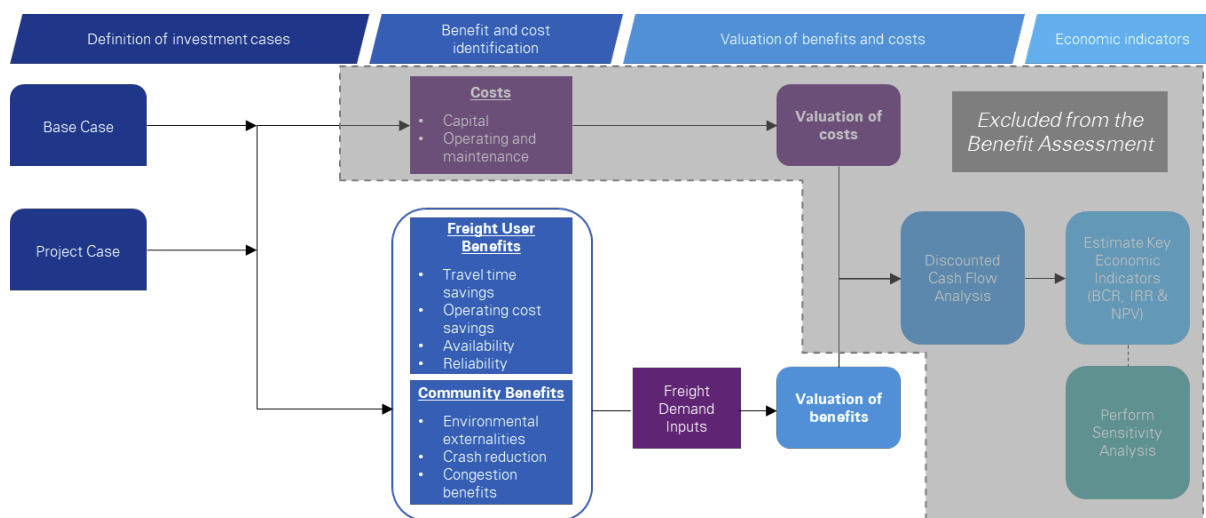 Definition of investment cases
Benefit and cost
identification
Valuation of benefits and costs
Economic indicators
Base Case
Costs
• Capital
• Operating and
maintenance
Valuation of
costs
Excluded from the
Benefit Assessment
Project Case
Freight User
Benefits
• Travel time
savings
• Operating cost
savings
• Availability
• Reliability
Community Benefits
• Environmental
externalities
• Crash reduction
• Congestion
benefits
Freight
Demand
Inputs
Valuation of
benefits
Discounted
Cash Flow
Analysis
Estimate Key
Economic
Indicators
(BCR, IRR &
NPV)
Perform
Sensitivity
Analysis